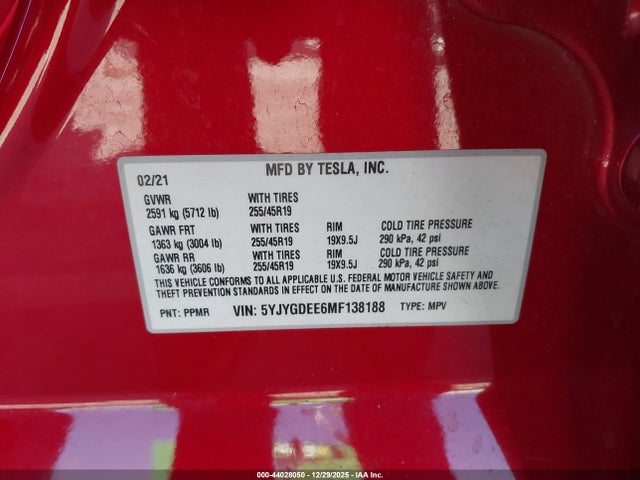 MFD BY TESLA, INC.
02/21
GVWR WITH TIRES
2591 kg (5712 lb) 255/45R19
GAWR FRT WITH TIRES RIM COLD TIRE PRESSURE
1363 kg (3004 lb) 255/45R19 19X9.5J 290 kPa, 42 psi
GAWR RR WITH TIRES RIM COLD TIRE PRESSURE
1636 kg (3606 lb) 255/45R19 19X9.5J 290 kPa, 42 psi
THIS VEHICLE CONFORMS TO ALL APPLICABLE U.S. FEDERAL MOTOR VEHICLE SAFETY AND
THEFT PREVENTION STANDARDS IN EFFECT ON THE DATE OF MANUFACTURE SHOWN ABOVE.
PNT: PPMR VIN: 5YJYGDEE6MF138188 TYPE: MPV
000-44028050 | 12/29/2025 - IAAI.COM